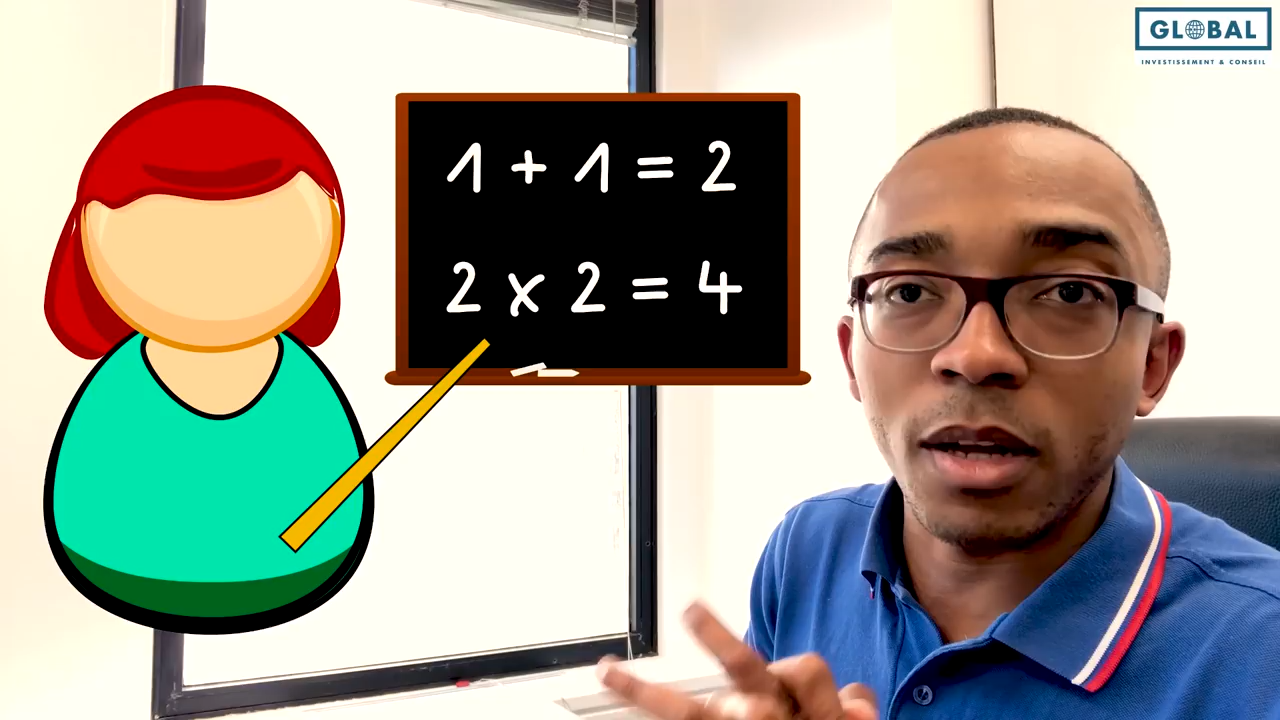 GLOBAL
INVESTISSEMENT & CONSEIL
1 + 1 = 2
2 x 2 = 4